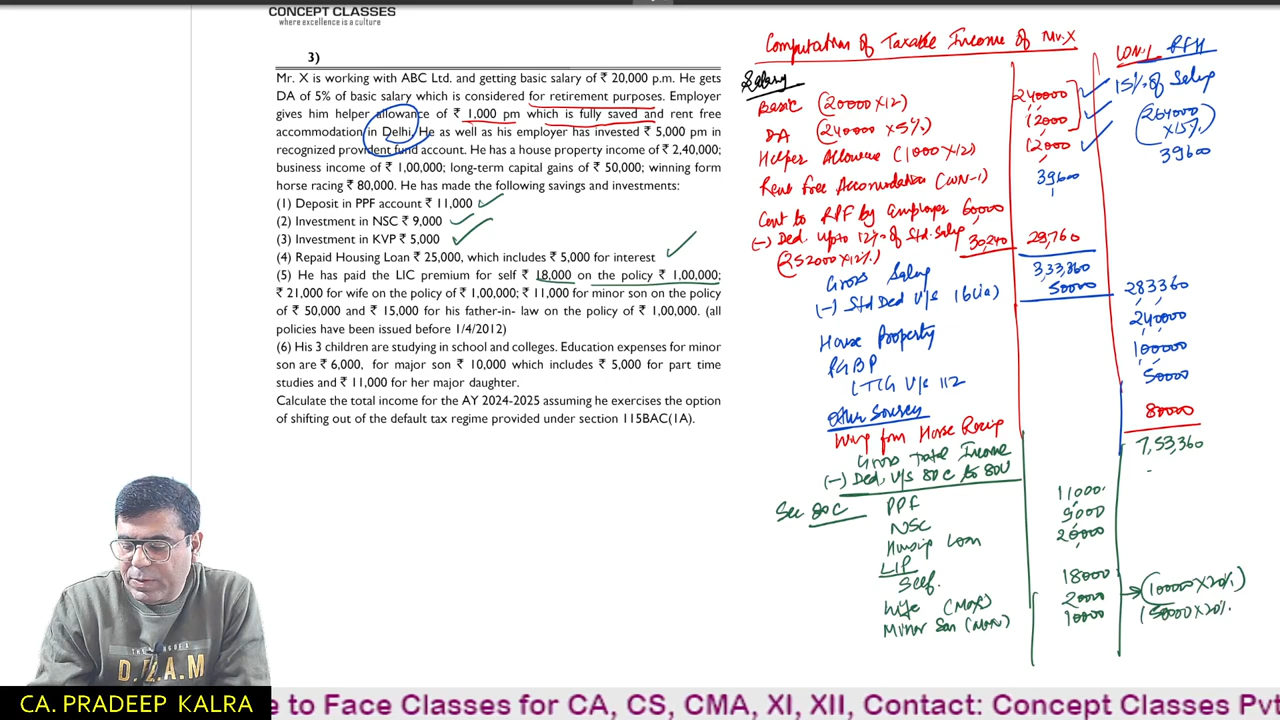 CONCEPT CLASSES
where excellence is a culture
3)
Mr. X is working with ABC Ltd. and getting basic salary of ₹ 20,000 p.m. He gets
DA of 5% of basic salary which is considered for retirement purposes. Employer
gives him helper allowance of ₹ 1,000 pm which is fully saved and rent free
accommodation in Delhi. He as well as his employer has invested ₹ 5,000 pm in
recognized provident fund account. He has a house property income of ₹ 2,40,000;
business income of ₹ 1,00,000; long-term capital gains of ₹ 50,000; winning form
horse racing ₹ 80,000. He has made the following savings and investments:
(1) Deposit in PPF account ₹ 11,000
(2) Investment in NSC ₹ 9,000
(3) Investment in KVP ₹ 5,000
(4) Repaid Housing Loan ₹ 25,000, which includes ₹ 5,000 for interest
(5) He has paid the LIC premium for self ₹ 18,000 on the policy ₹ 1,00,000;
₹ 21,000 for wife on the policy of ₹ 1,00,000; ₹ 11,000 for minor son on the policy
of ₹ 50,000 and ₹ 15,000 for his father-in- law on the policy of ₹ 1,00,000. (all
policies have been issued before 1/4/2012)
(6) His 3 children are studying in school and colleges. Education expenses for minor
son are ₹ 6,000, for major son ₹ 10,000 which includes ₹ 5,000 for part time
studies and ₹ 11,000 for her major daughter.
Calculate the total income for the AY 2024-2025 assuming he exercises the option
of shifting out of the default tax regime provided under section 115BAC(1A).
Computation of Taxable Income of Mr. X
Salary
Basic (20000 X 12) 240000
DA (240000 X 5%) 12000
Helper Allowance (1000 X 12) 12000
Rent Free Accomodation (WN-1) 39600
Cont to RPF by employer 60000
(-) Ded. upto 12% of Std. Salary 30,240 29,760
(252000 X 12%)
Gross Salary 3,33,360
(-) Std Ded V/s 16(ia) 50000 283360
House Property 240000
PGBP 100000
LTCG V/s 112 50000
Other Sources
Wing from Horse Racing 80000
Gross Total Income 7,53,360
(-) Ded. V/s 80C to 80U
Sec 80C PPF 11000
NSC 9000
Housing Loan 20000
LIP
Self. 18000
Wife (Max) 20000 (100000 X 20%)
Minor Son (Max) 10000 (50000 X 20%
WN-1 RFA
15% of Salary
(264000
X 15%)
39600
CA. PRADEEP KALRA
e to Face Classes for CA, CS, CMA, XI, XII, Contact: Concept Classes Pvt